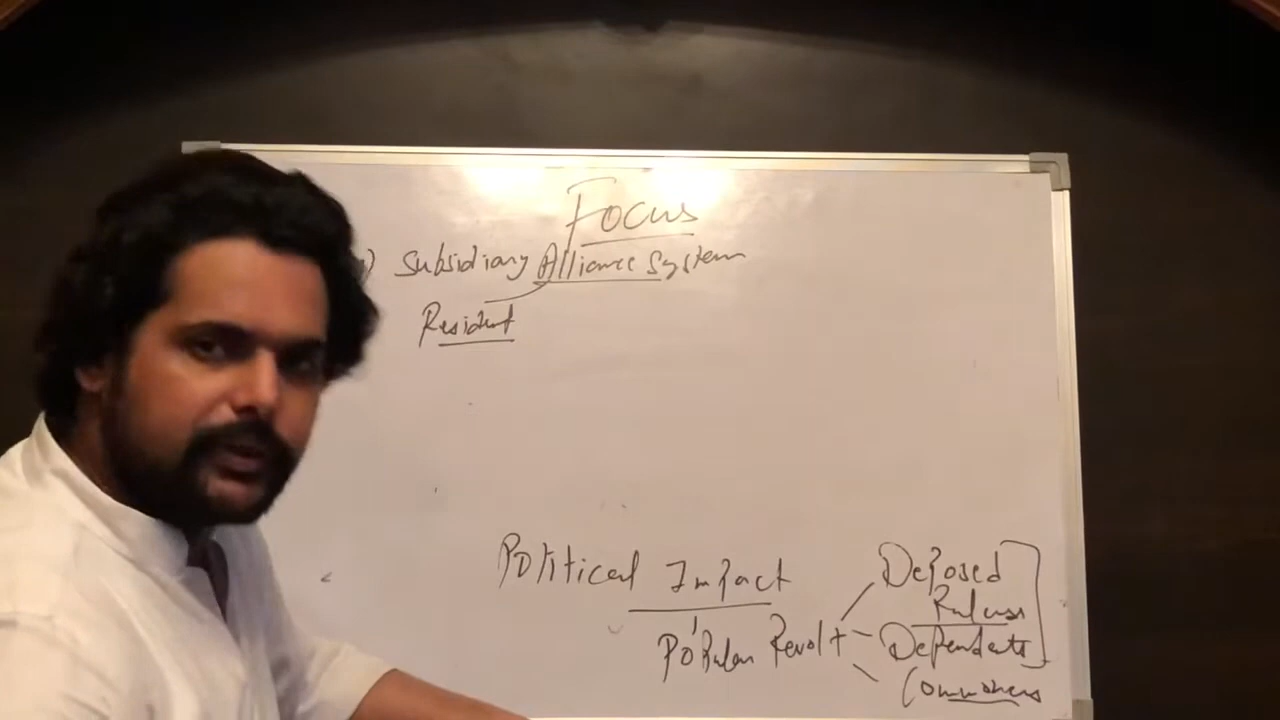 Focus
) Subsidiary Alliance System
Resident
Political Impact
Popular Revolt
Deposed
Rulers
Dependents
Commoners